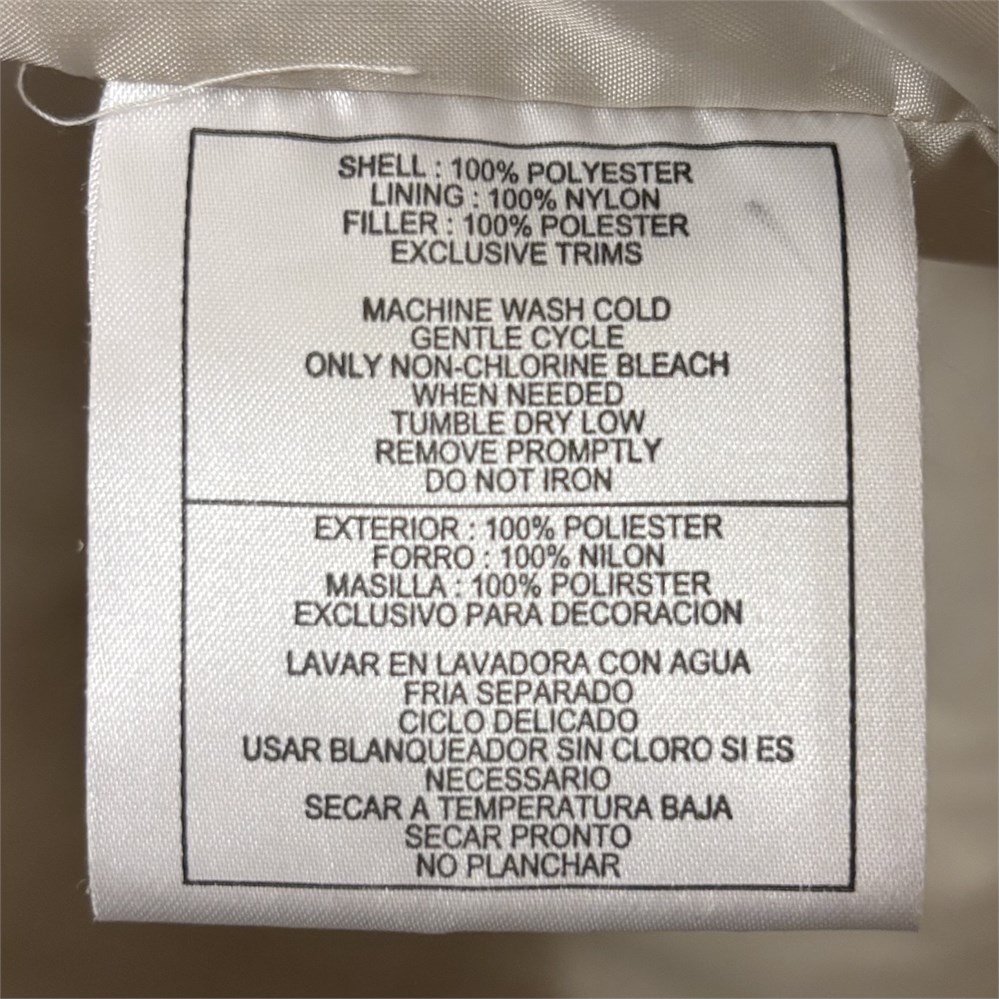 SHELL : 100% POLYESTER
LINING : 100% NYLON
FILLER : 100% POLESTER
EXCLUSIVE TRIMS
MACHINE WASH COLD
GENTLE CYCLE
ONLY NON-CHLORINE BLEACH
WHEN NEEDED
TUMBLE DRY LOW
REMOVE PROMPTLY
DO NOT IRON
EXTERIOR : 100% POLIESTER
FORRO : 100% NILON
MASILLA : 100% POLIRSTER
EXCLUSIVO PARA DECORACION
LAVAR EN LAVADORA CON AGUA
FRIA SEPARADO
CICLO DELICADO
USAR BLANQUEADOR SIN CLORO SI ES
NECESSARIO
SECAR A TEMPERATURA BAJA
SECAR PRONTO
NO PLANCHAR